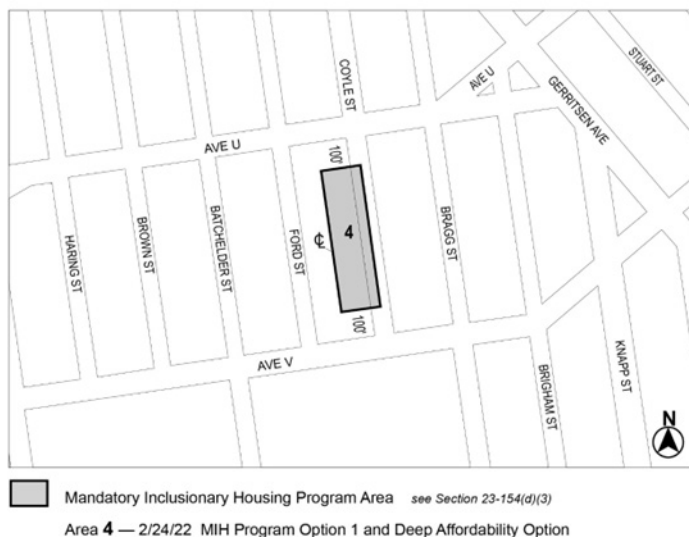 COYLE ST
STUART ST
AVE U
GERRITSEN AVE
AVE U
100'
HARING ST
BROWN ST
BATCHELDER ST
FORD ST
℄
4
BRAGG ST
100'
AVE V
BRIGHAM ST
KNAPP ST
N
Mandatory Inclusionary Housing Program Area see Section 23-154(d)(3)
Area 4 — 2/24/22 MIH Program Option 1 and Deep Affordability Option